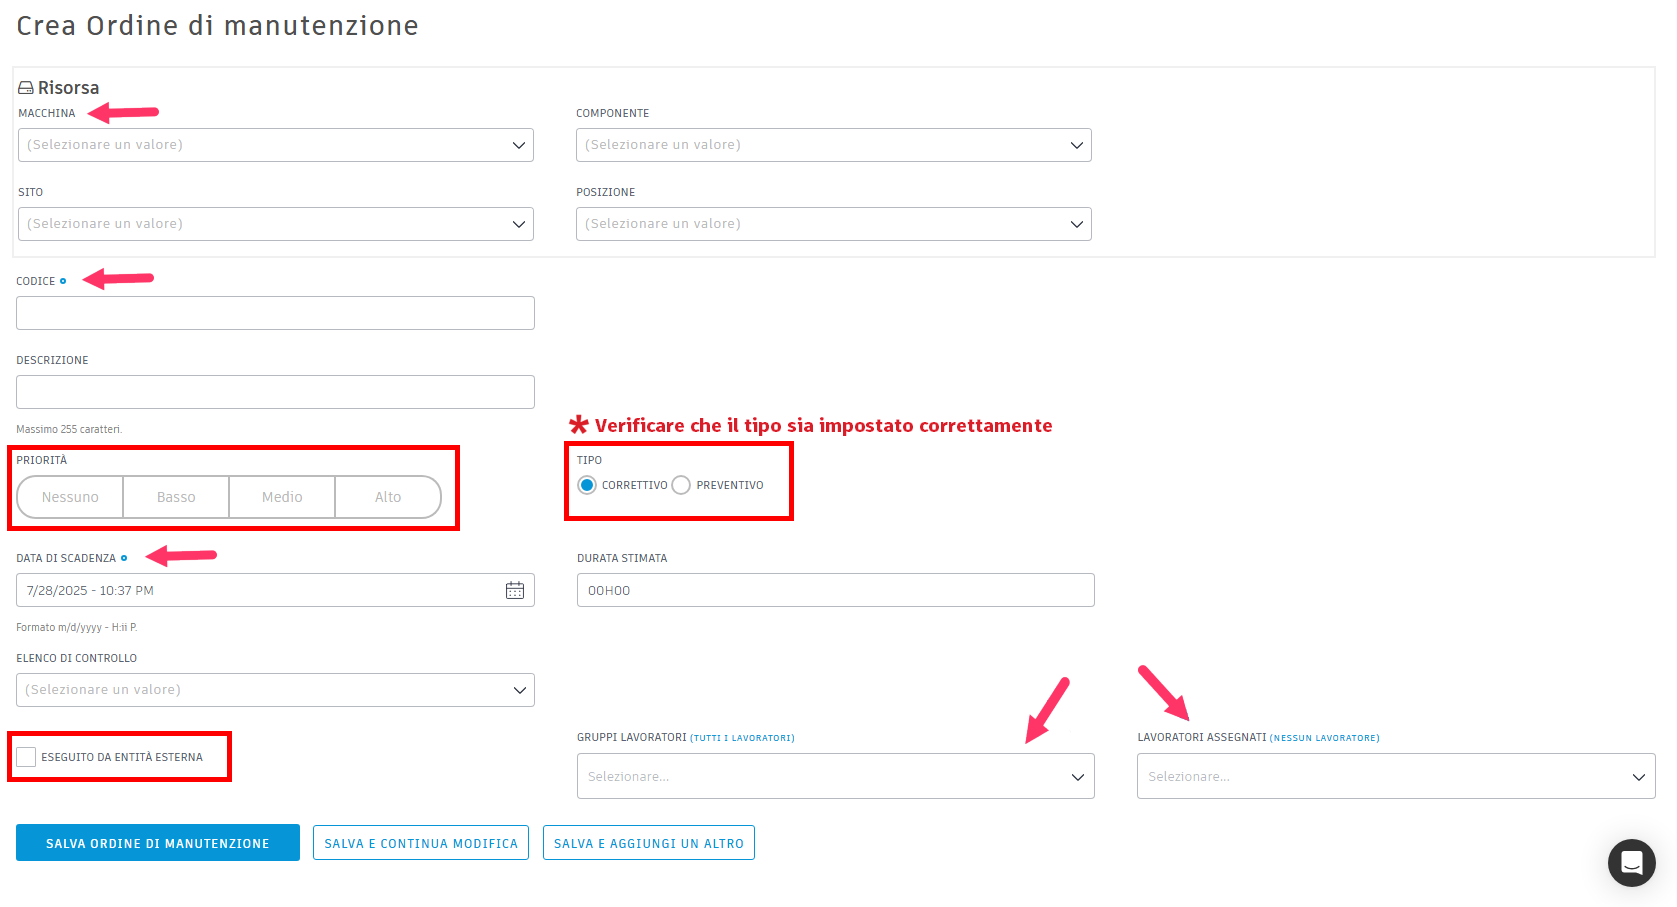 Crea Ordine di manutenzione
Risorsa
MACCHINA
COMPONENTE
(Selezionare un valore)
(Selezionare un valore)
SITO
POSIZIONE
(Selezionare un valore)
(Selezionare un valore)
CODICE
DESCRIZIONE
Massimo 255 caratteri.
* Verificare che il tipo sia impostato correttamente
PRIORITÀ
TIPO
Nessuno Basso Medio Alto
CORRETTIVO PREVENTIVO
DATA DI SCADENZA
DURATA STIMATA
7/28/2025 - 10:37 PM
00H00
Formato m/d/yyyy - H:ii P.
ELENCO DI CONTROLLO
(Selezionare un valore)
ESEGUITO DA ENTITÀ ESTERNA
GRUPPI LAVORATORI (TUTTI I LAVORATORI)
LAVORATORI ASSEGNATI (NESSUN LAVORATORE)
Selezionare...
Selezionare...
SALVA ORDINE DI MANUTENZIONE
SALVA E CONTINUA MODIFICA
SALVA E AGGIUNGI UN ALTRO